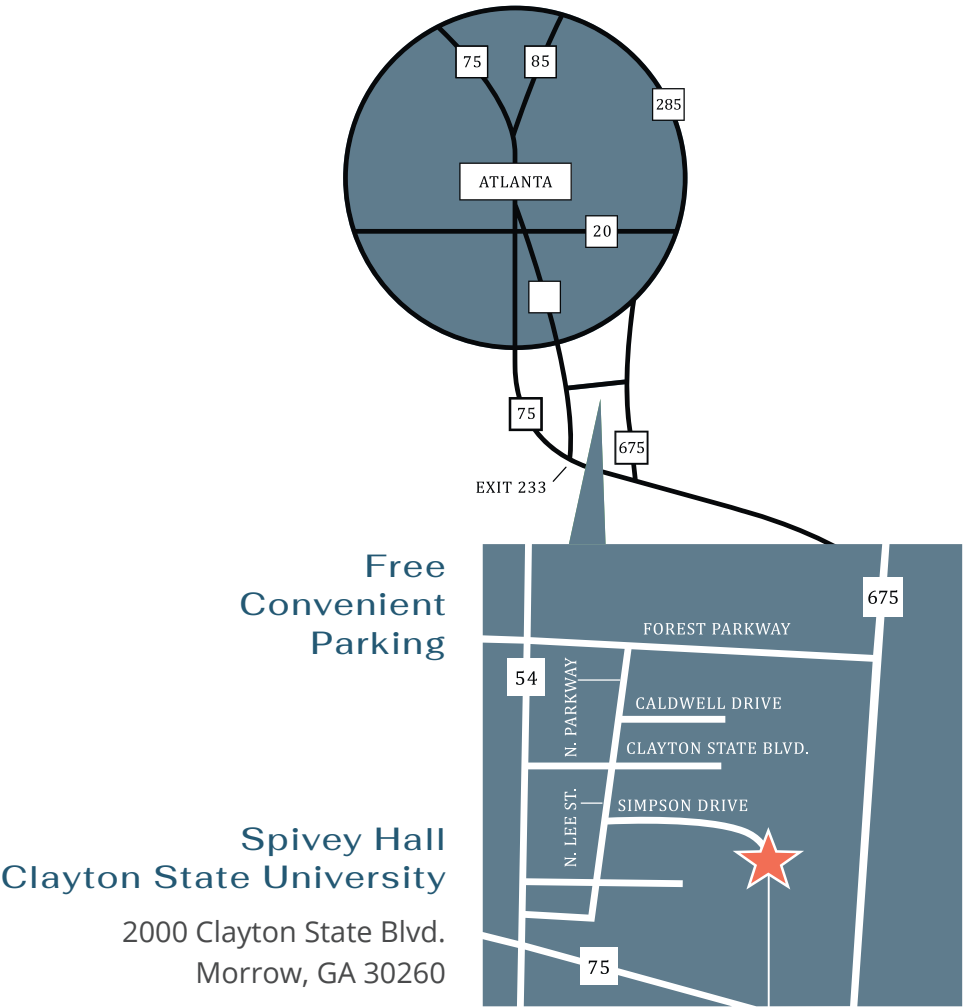 75
85
285
ATLANTA
20
75
675
EXIT 233
Free
Convenient
Parking
675
FOREST PARKWAY
54
N. PARKWAY
CALDWELL DRIVE
CLAYTON STATE BLVD.
N. LEE ST.
SIMPSON DRIVE
Spivey Hall
Clayton State University
2000 Clayton State Blvd.
Morrow, GA 30260
75